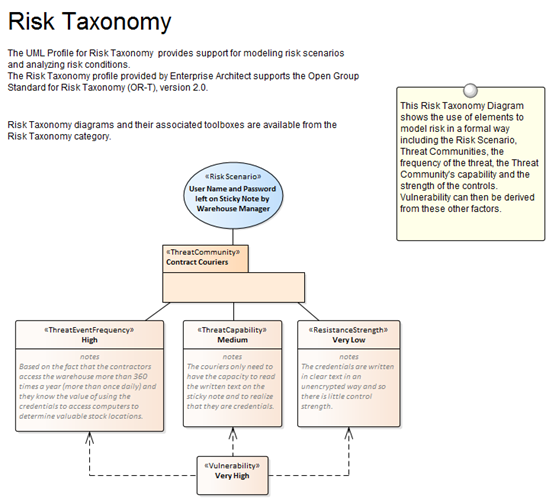 Risk Taxonomy
The UML Profile for Risk Taxonomy provides support for modeling risk scenarios
and analyzing risk conditions.
The Risk Taxonomy profile provided by Enterprise Architect supports the Open Group
Standard for Risk Taxonomy (OR-T), version 2.0.
Risk Taxonomy diagrams and their associated toolboxes are available from the
Risk Taxonomy category.
This Risk Taxonomy Diagram
shows the use of elements to
model risk in a formal way
including the Risk Scenario,
Threat Communities, the
frequency of the threat, the Threat
Community's capability and the
strength of the controls.
Vulnerability can then be derived
from these other factors.
«Risk Scenario»
User Name and Password
left on Sticky Note by
Warehouse Manager
«ThreatCommunity»
Contract Couriers
«ThreatEventFrequency»
High
notes
Based on the fact that the contractors
access the warehouse more than 360
times a year (more than once daily) and
they know the value of using the
credentials to access computers to
determine valuable stock locations.
«ThreatCapability»
Medium
notes
The couriers only need to
have the capacity to read
the written text on the
sticky note and to realize
that they are credentials.
«ResistanceStrength»
Very Low
notes
The credentials are written
in clear text in an
unencrypted way and so
there is little control
strength.
«Vulnerability»
Very High